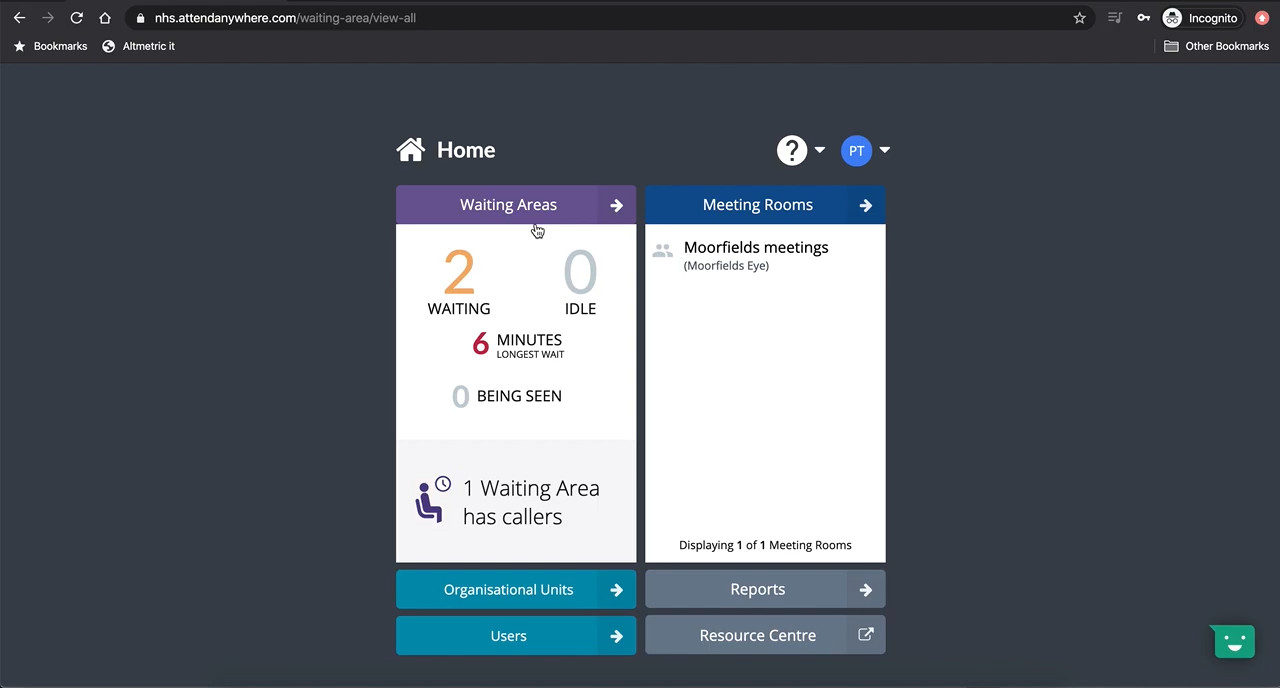 nhs.attendanywhere.com/waiting-area/view-all
Incognito
Bookmarks
Altmetric it
Other Bookmarks
Home
?
PT
Waiting Areas
2
WAITING
0
IDLE
6 MINUTES
LONGEST WAIT
0 BEING SEEN
1 Waiting Area
has callers
Meeting Rooms
Moorfields meetings
(Moorfields Eye)
Displaying 1 of 1 Meeting Rooms
Organisational Units
Reports
Users
Resource Centre